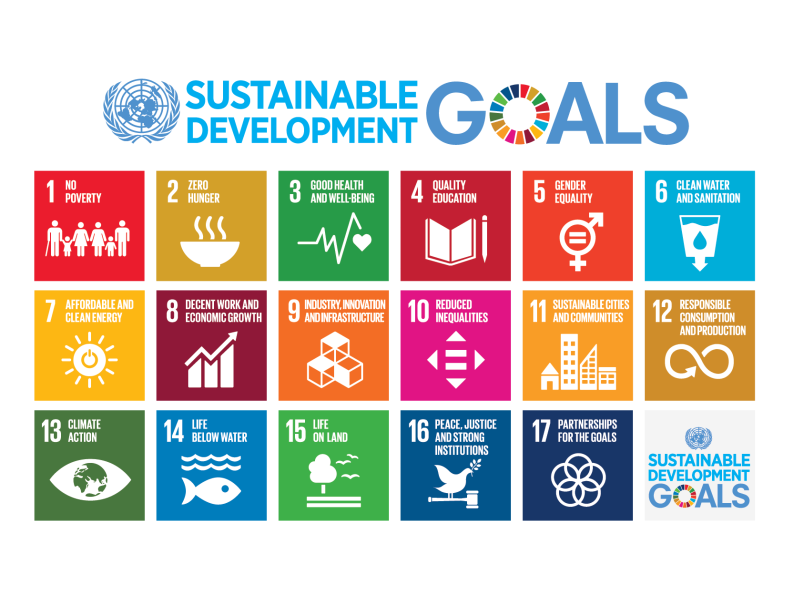 SUSTAINABLE
DEVELOPMENT
GOALS
1 NO
POVERTY
2 ZERO
HUNGER
3 GOOD HEALTH
AND WELL-BEING
4 QUALITY
EDUCATION
5 GENDER
EQUALITY
6 CLEAN WATER
AND SANITATION
7 AFFORDABLE AND
CLEAN ENERGY
8 DECENT WORK AND
ECONOMIC GROWTH
9 INDUSTRY, INNOVATION
AND INFRASTRUCTURE
10 REDUCED
INEQUALITIES
11 SUSTAINABLE CITIES
AND COMMUNITIES
12 RESPONSIBLE
CONSUMPTION
AND PRODUCTION
13 CLIMATE
ACTION
14 LIFE
BELOW WATER
15 LIFE
ON LAND
16 PEACE, JUSTICE
AND STRONG
INSTITUTIONS
17 PARTNERSHIPS
FOR THE GOALS
SUSTAINABLE
DEVELOPMENT
GOALS